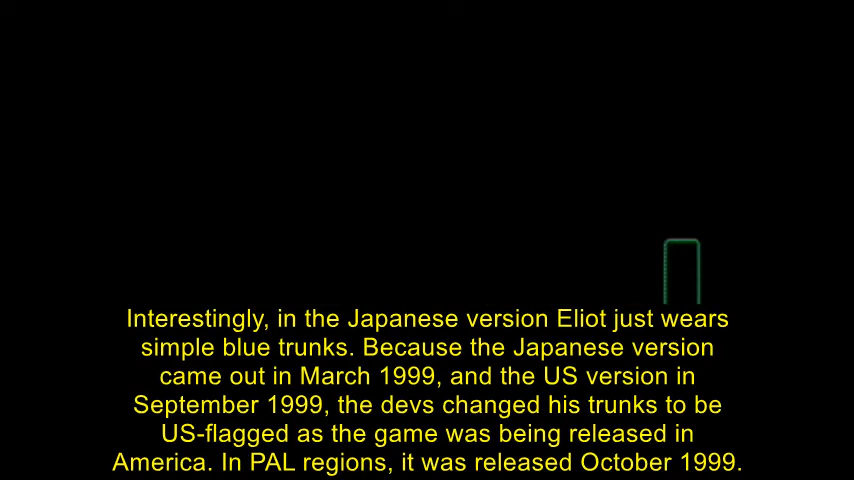 Interestingly, in the Japanese version Eliot just wears
simple blue trunks. Because the Japanese version
came out in March 1999, and the US version in
September 1999, the devs changed his trunks to be
US-flagged as the game was being released in
America. In PAL regions, it was released October 1999.